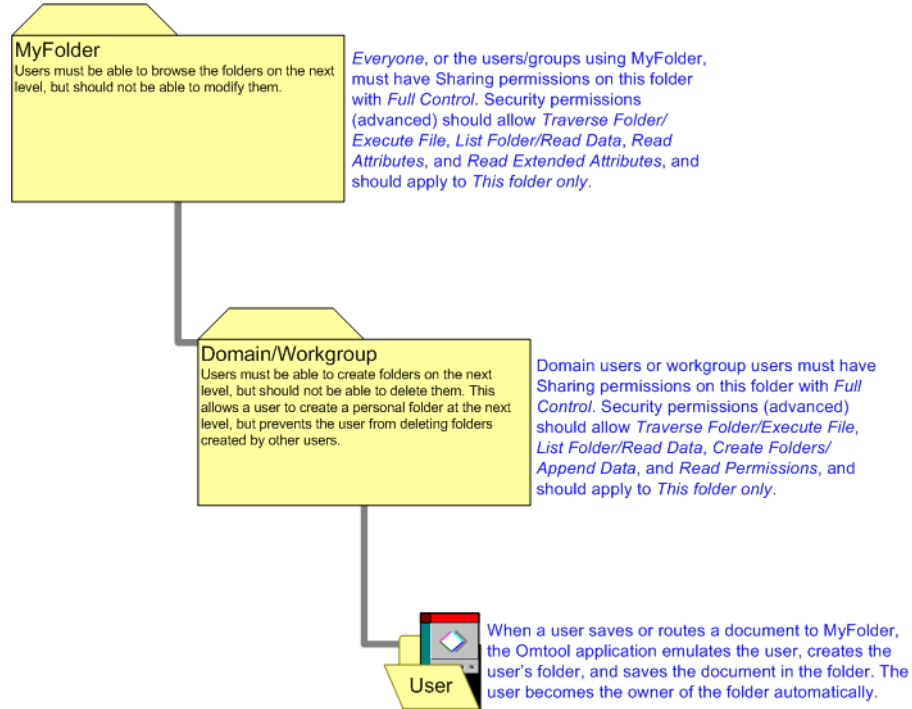 MyFolder
Users must be able to browse the folders on the next
level, but should not be able to modify them.
Everyone, or the users/groups using MyFolder,
must have Sharing permissions on this folder
with Full Control. Security permissions
(advanced) should allow Traverse Folder/
Execute File, List Folder/Read Data, Read
Attributes, and Read Extended Attributes, and
should apply to This folder only.
Domain/Workgroup
Users must be able to create folders on the next
level, but should not be able to delete them. This
allows a user to create a personal folder at the next
level, but prevents the user from deleting folders
created by other users.
Domain users or workgroup users must have
Sharing permissions on this folder with Full
Control. Security permissions (advanced)
should allow Traverse Folder/Execute File,
List Folder/Read Data, Create Folders/
Append Data, and Read Permissions, and
should apply to This folder only.
User
When a user saves or routes a document to MyFolder,
the Omtool application emulates the user, creates the
user's folder, and saves the document in the folder. The
user becomes the owner of the folder automatically.